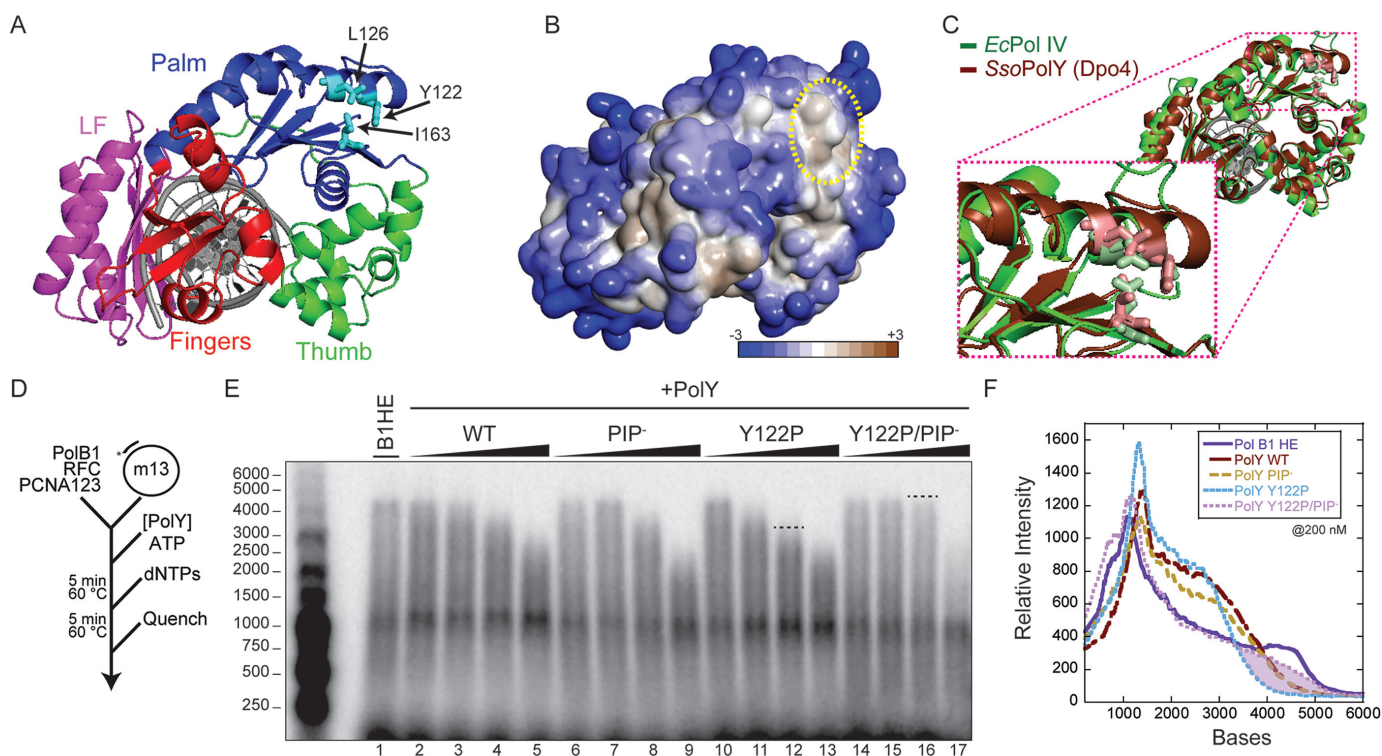 A
L126
Palm
Y122
I163
LF
Fingers
Thumb
B
-3 +3
C
EcPol IV
SsoPolY (Dpo4)
D
PolB1
RFC
PCNA123
m13
[PolY]
ATP
5 min
60 °C
dNTPs
5 min
60 °C
Quench
E
B1HE
+PolY
WT PIP- Y122P Y122P/PIP-
6000
5000
4000
3000
2500
2000
1500
1000
750
500
250
1 2 3 4 5 6 7 8 9 10 11 12 13 14 15 16 17
F
Relative Intensity
1600
1400
1200
1000
800
600
400
200
0
Pol B1 HE
PolY WT
PolY PIP-
PolY Y122P
PolY Y122P/PIP-
@200 nM
1000 2000 3000 4000 5000 6000
Bases